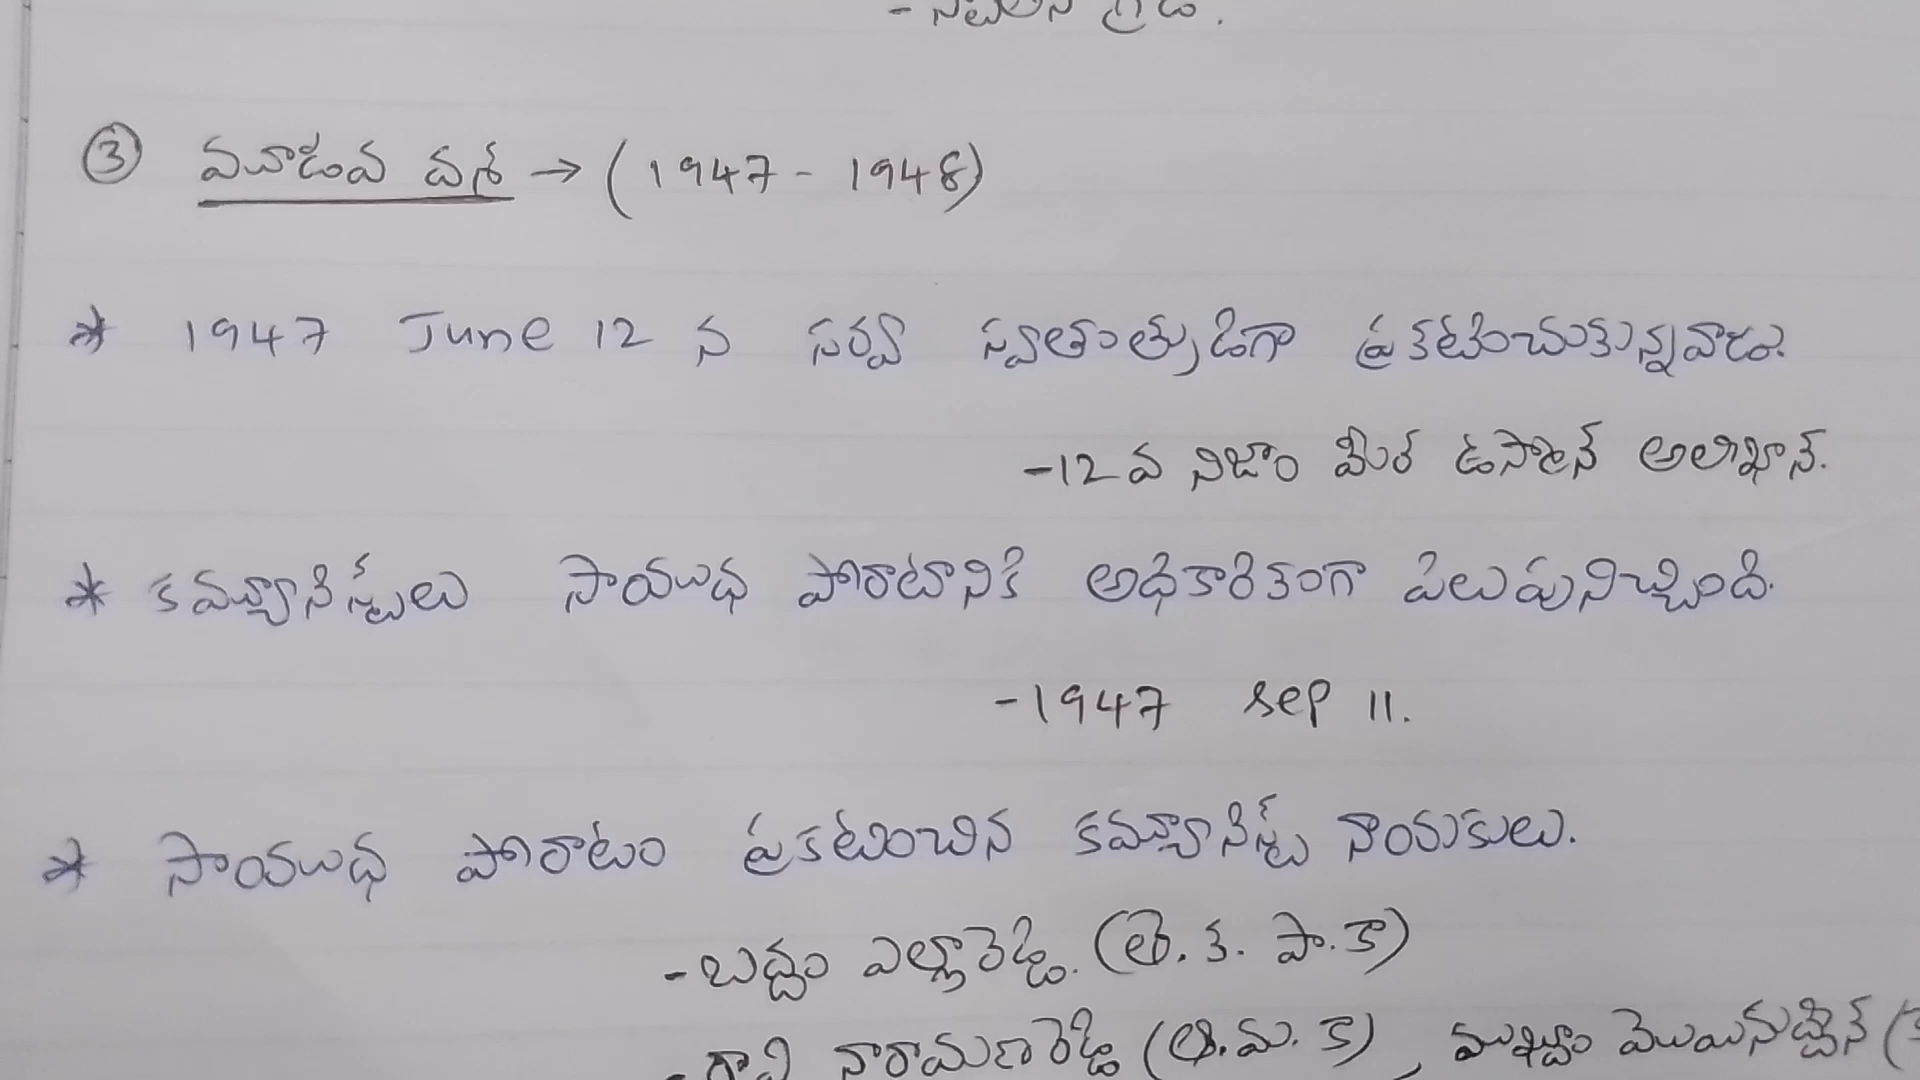 ③ మూడవ దశ → (1947 - 1948)
* 1947 June 12 న సర్వ స్వతంత్రుడిగా ప్రకటించుకున్నవాడు.
-12వ నిజాం మీర్ ఉస్మాన్ అలీఖాన్.
* కమ్యూనిస్ట్‌లు సాయుధ పోరాటానికి అధికారికంగా పిలుపునిచ్చింది.
-1947 sep 11.
* సాయుధ పోరాటం ప్రకటించిన కమ్యూనిస్ట్ నాయకులు.
- బద్దం ఎల్లారెడ్డి. (తె. క. పా. కా)
- రావి నారాయణరెడ్డి (ఆ.మ. కా), ముఖ్దూం మొయినుద్దీన్ (